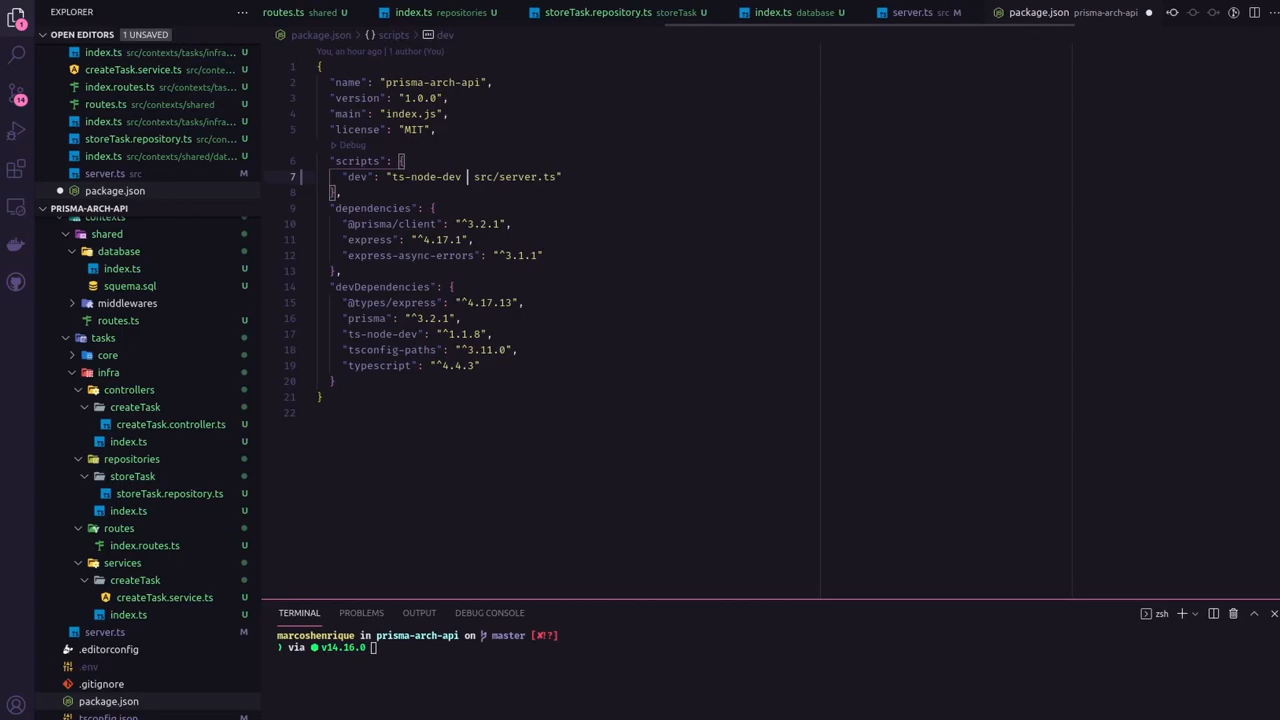 EXPLORER
routes.ts shared U
index.ts repositories U
storeTask.repository.ts storeTask U
index.ts database U
server.ts src M
package.json prisma-arch-api
OPEN EDITORS 1 UNSAVED
package.json > {} scripts > dev
index.ts src/contexts/tasks/infra...
createTask.service.ts src/conte...
index.routes.ts src/contexts/tas...
routes.ts src/contexts/shared
index.ts src/contexts/tasks/infra...
storeTask.repository.ts src/con...
index.ts src/contexts/shared/dat...
server.ts src
package.json
PRISMA-ARCH-API
contexts
shared
database
index.ts U
squema.sql U
middlewares
routes.ts U
tasks
core
infra
controllers
createTask
createTask.controller.ts U
index.ts U
repositories
storeTask
storeTask.repository.ts U
index.ts U
routes
index.routes.ts U
services
createTask
createTask.service.ts U
index.ts U
server.ts M
.editorconfig
.env
.gitignore
package.json
tsconfig.json
1
14
You, an hour ago | 1 author (You)
1 {
2 "name": "prisma-arch-api",
3 "version": "1.0.0",
4 "main": "index.js",
5 "license": "MIT",
Debug
6 "scripts": {
7 "dev": "ts-node-dev  src/server.ts"
8 },
9 "dependencies": {
10 "@prisma/client": "^3.2.1",
11 "express": "^4.17.1",
12 "express-async-errors": "^3.1.1"
13 },
14 "devDependencies": {
15 "@types/express": "^4.17.13",
16 "prisma": "^3.2.1",
17 "ts-node-dev": "^1.1.8",
18 "tsconfig-paths": "^3.11.0",
19 "typescript": "^4.4.3"
20 }
21 }
22
TERMINAL PROBLEMS OUTPUT DEBUG CONSOLE
zsh
marcoshenrique in prisma-arch-api on master [✘!?]
❯ via ⬢ v14.16.0